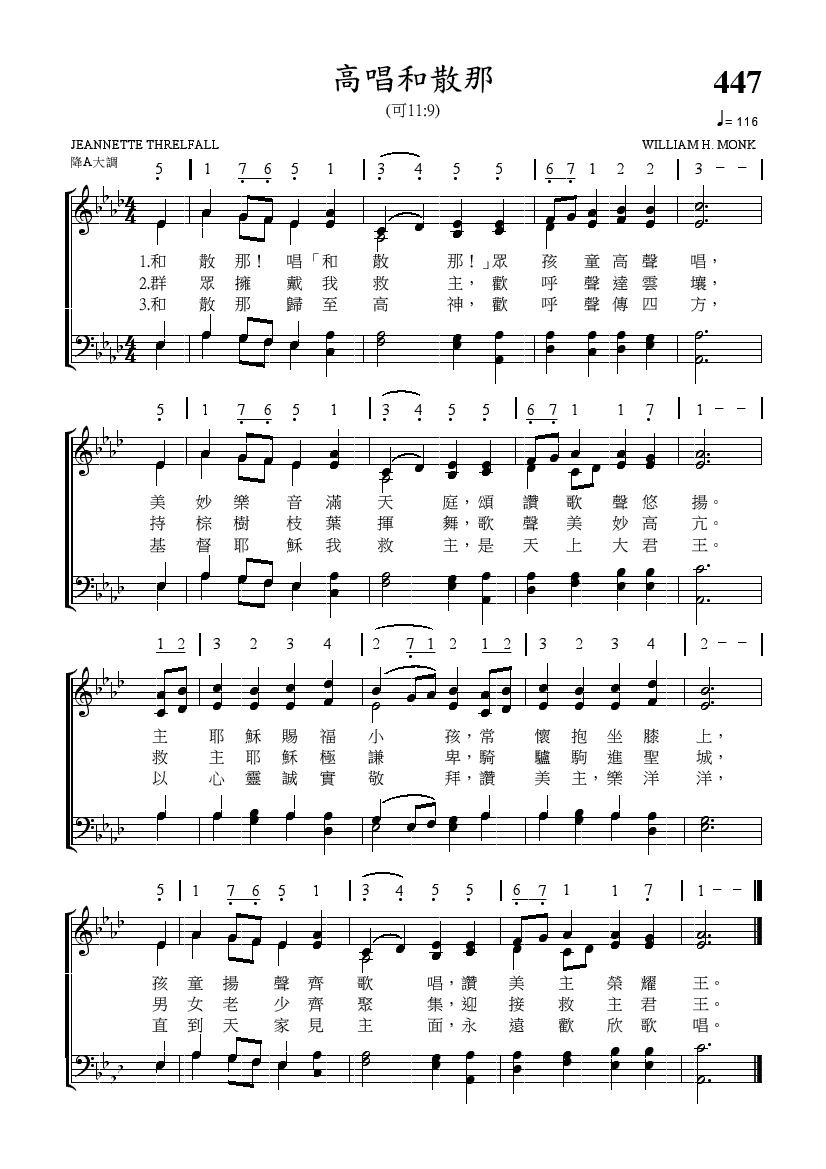 高唱和散那
447
(可11:9)
♩= 116
JEANNETTE THRELFALL
WILLIAM H. MONK
降A大調
5 | 1 7 6 5 1 | 3 4 5 5 | 6 7 1 2 2 | 3 – – |
1.和 散 那! 唱「和 散 那!」眾 孩 童 高 聲 唱,
2.群 眾 擁 戴 我 救 主, 歡 呼 聲 達 雲 壤,
3.和 散 那 歸 至 高 神, 歡 呼 聲 傳 四 方,
5 | 1 7 6 5 1 | 3 4 5 5 | 6 7 1 1 7 | 1 – – |
美 妙 樂 音 滿 天 庭, 頌 讚 歌 聲 悠 揚。
持 棕 樹 枝 葉 揮 舞, 歌 聲 美 妙 高 亢。
基 督 耶 穌 我 救 主, 是 天 上 大 君 王。
1 2 | 3 2 3 4 | 2 7 1 2 1 2 | 3 2 3 4 | 2 – – |
主 耶 穌 賜 福 小 孩, 常 懷 抱 坐 膝 上,
救 主 耶 穌 極 謙 卑, 騎 驢 駒 進 聖 城,
以 心 靈 誠 實 敬 拜, 讚 美 主, 樂 洋 洋,
5 | 1 7 6 5 1 | 3 4 5 5 | 6 7 1 1 7 | 1 – –
孩 童 揚 聲 齊 歌 唱, 讚 美 主 榮 耀 王。
男 女 老 少 齊 聚 集, 迎 接 救 主 君 王。
直 到 天 家 見 主 面, 永 遠 歡 欣 歌 唱。